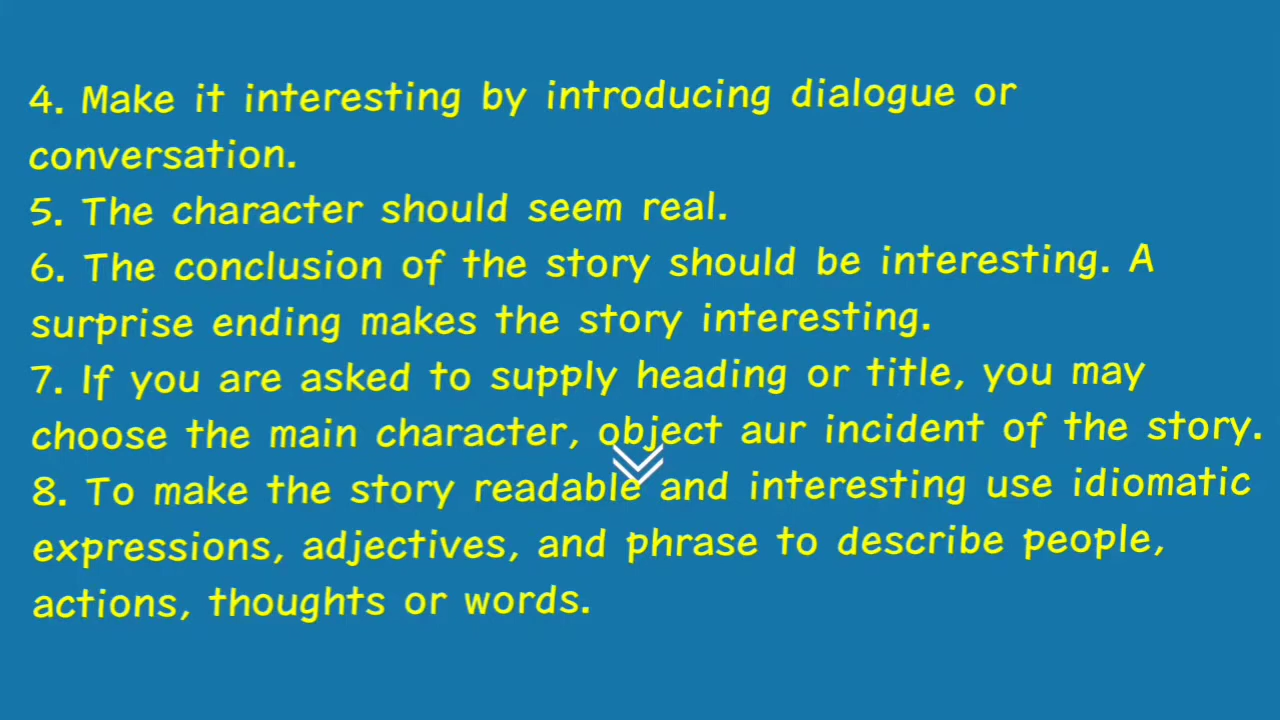 4. Make it interesting by introducing dialogue or
conversation.
5. The character should seem real.
6. The conclusion of the story should be interesting. A
surprise ending makes the story interesting.
7. If you are asked to supply heading or title, you may
choose the main character, object aur incident of the story.
8. To make the story readable and interesting use idiomatic
expressions, adjectives, and phrase to describe people,
actions, thoughts or words.